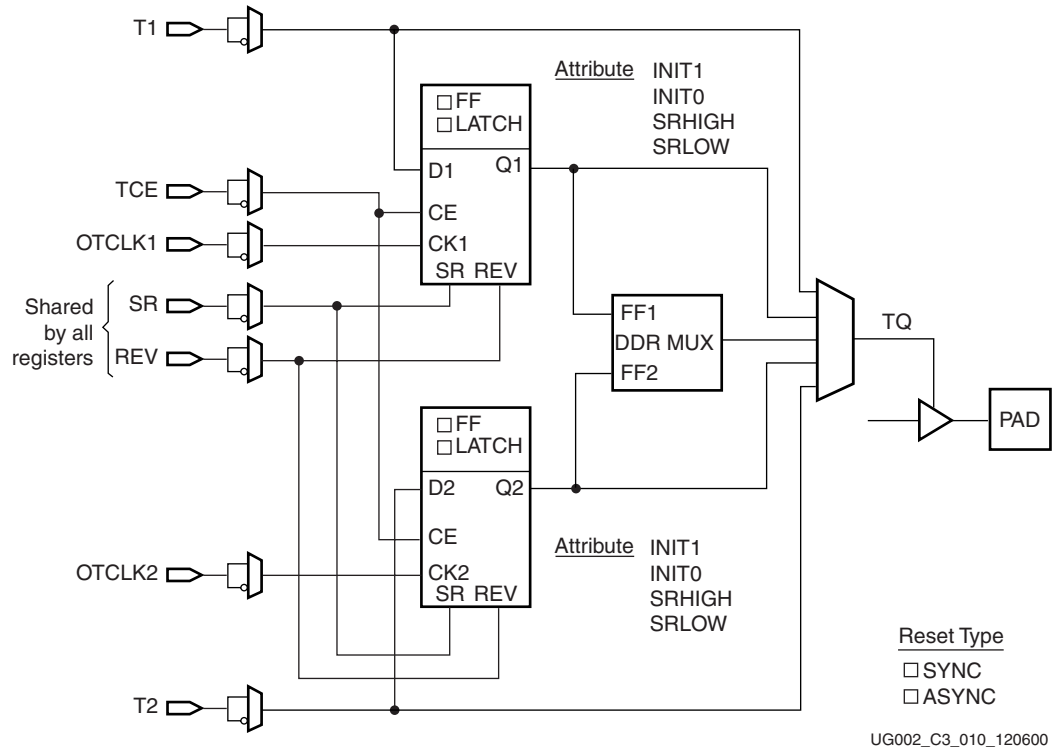 T1
Attribute INIT1
INIT0
SRHIGH
SRLOW
FF
LATCH
D1 Q1
TCE
CE
OTCLK1
CK1
SR REV
Shared
by all
registers
SR
REV
FF1
DDR MUX
FF2
TQ
PAD
FF
LATCH
D2 Q2
CE
Attribute INIT1
INIT0
SRHIGH
SRLOW
OTCLK2
CK2
SR REV
Reset Type
SYNC
ASYNC
T2
UG002_C3_010_120600